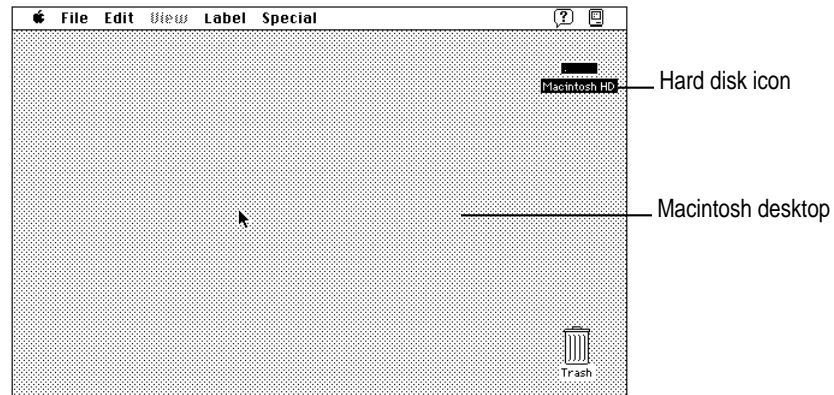 File Edit View Label Special ?
Macintosh HD
Hard disk icon
Macintosh desktop
Trash